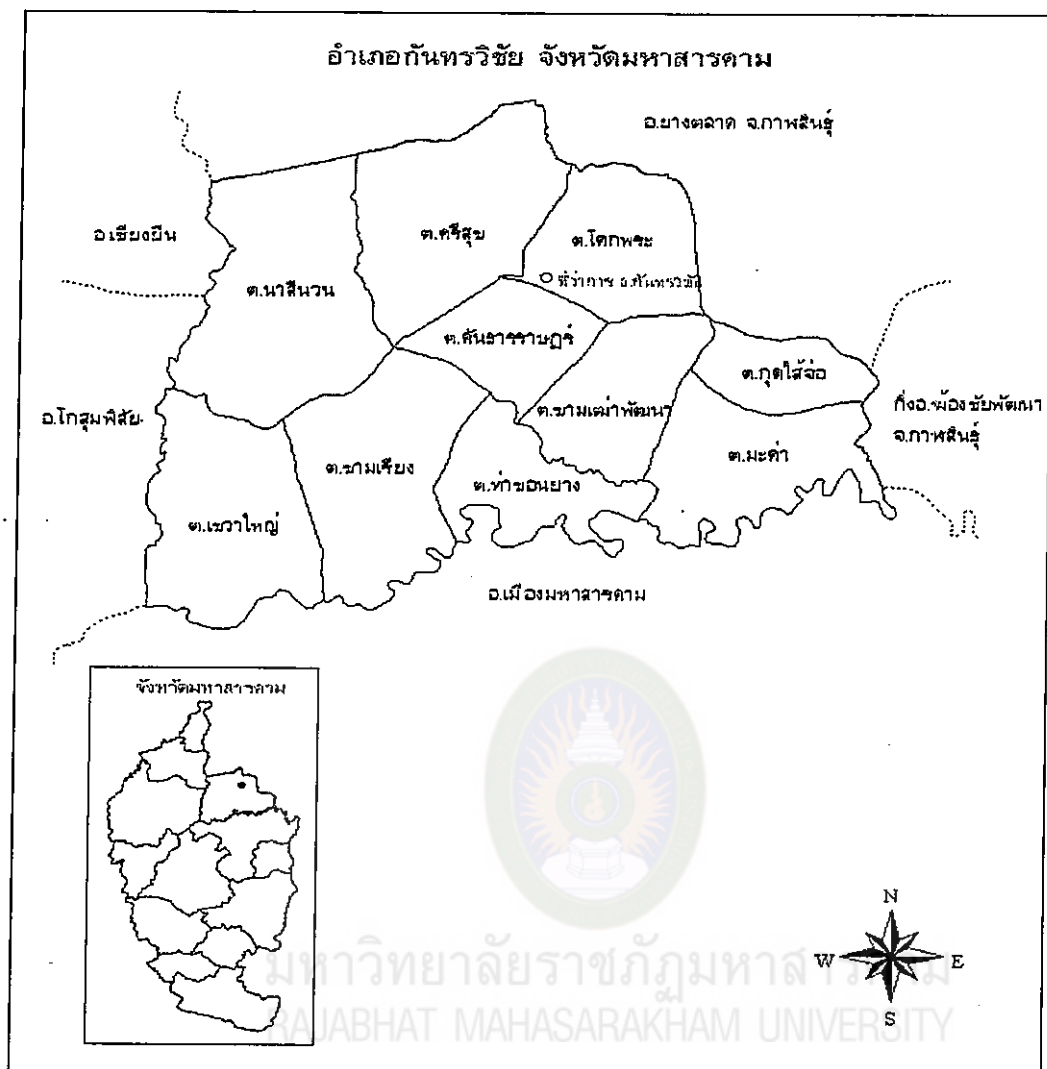 อำเภอกันทรวิชัย จังหวัดมหาสารคาม
อ.ยางตลาด จ.กาฬสินธุ์
อ.เชียงยืน
ต.ศรีสุข
ต.โคกพระ
ต.นาสีนวน
ที่ว่าการ อ.กันทรวิชัย
ต.คันธารราษฎร์
ต.กุดใส้จ่อ
อ.โกสุมพิสัย
ต.ขามเฒ่าพัฒนา
กิ่งอ.ฆ้องชัยพัฒนา
จ.กาฬสินธุ์
ต.ขามเรียง
ต.มะค่า
ต.ท่าขอนยาง
ต.เขวาใหญ่
อ.เมืองมหาสารคาม
จังหวัดมหาสารคาม
N
W
E
S
มหาวิทยาลัยราชภัฏมหาสารคาม
RAJABHAT MAHASARAKHAM UNIVERSITY